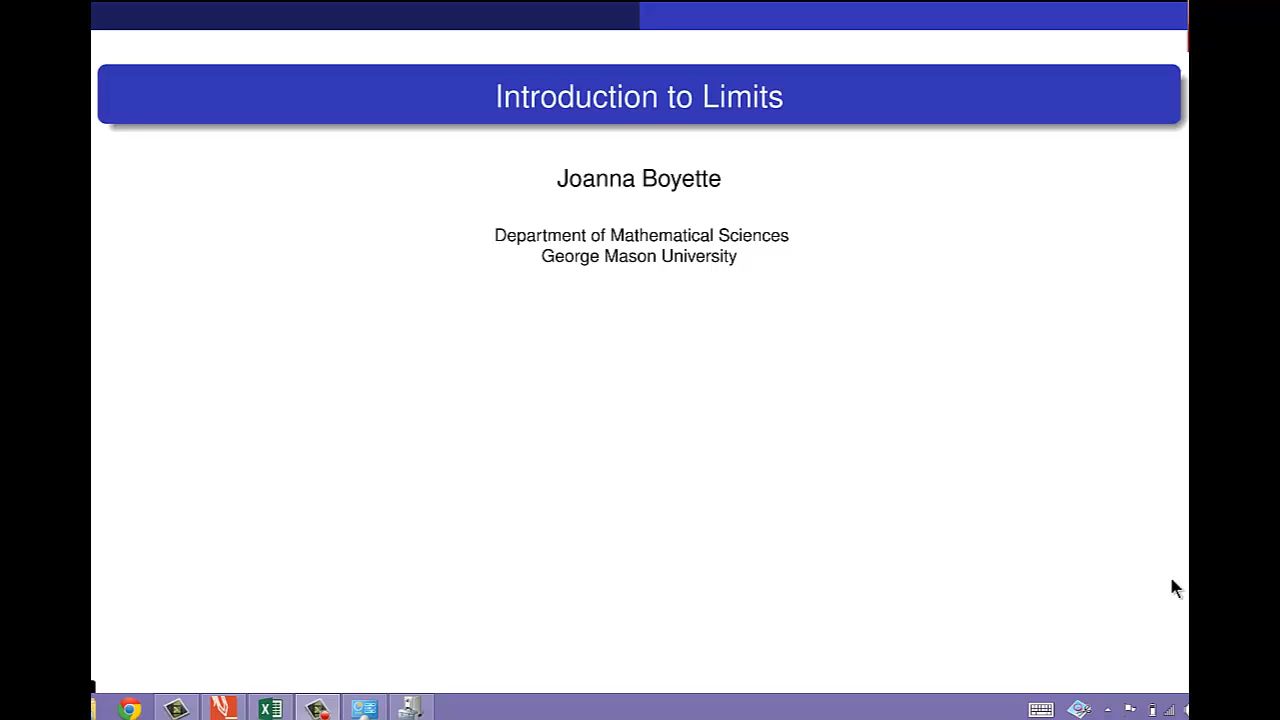 Introduction to Limits
Joanna Boyette
Department of Mathematical Sciences
George Mason University